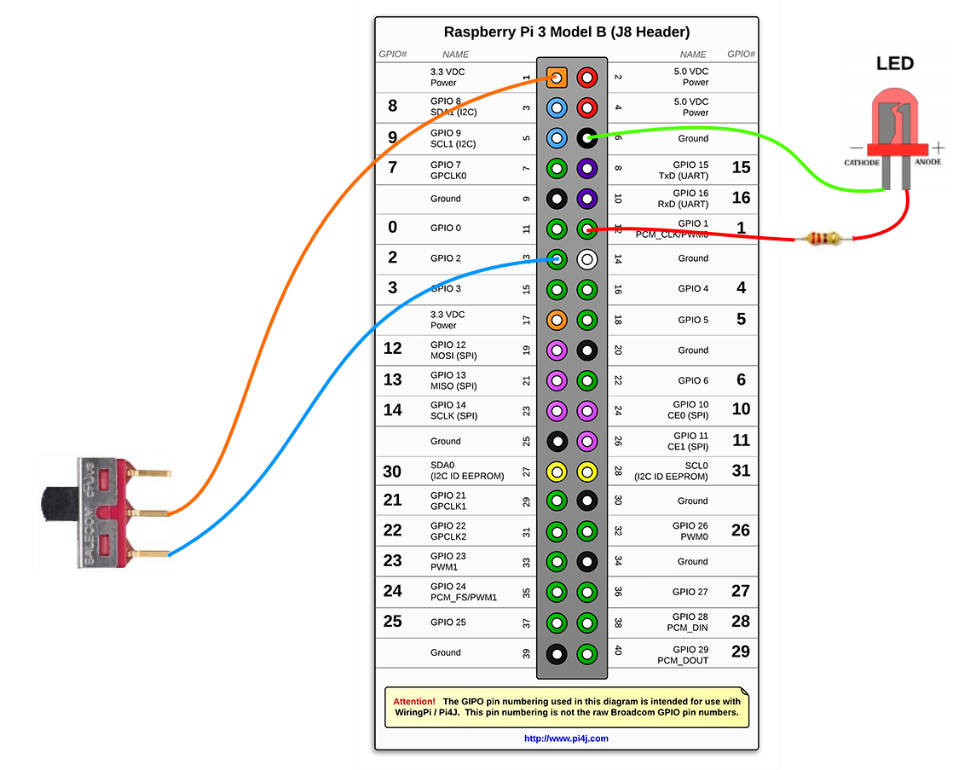 Raspberry Pi 3 Model B (J8 Header)
GPIO# NAME NAME GPIO#
3.3 VDC
Power
1 2
5.0 VDC
Power
8
GPIO 8
SDA1 (I2C)
3 4
5.0 VDC
Power
9
GPIO 9
SCL1 (I2C)
5 6
Ground
7
GPIO 7
GPCLK0
7 8
GPIO 15
TxD (UART)
15
Ground
9 10
GPIO 16
RxD (UART)
16
0
GPIO 0
11 12
GPIO 1
PCM_CLK/PWM0
1
2
GPIO 2
13 14
Ground
3
GPIO 3
15 16
GPIO 4
4
3.3 VDC
Power
17 18
GPIO 5
5
12
GPIO 12
MOSI (SPI)
19 20
Ground
13
GPIO 13
MISO (SPI)
21 22
GPIO 6
6
14
GPIO 14
SCLK (SPI)
23 24
GPIO 10
CE0 (SPI)
10
Ground
25 26
GPIO 11
CE1 (SPI)
11
30
SDA0
(I2C ID EEPROM)
27 28
SCL0
(I2C ID EEPROM)
31
21
GPIO 21
GPCLK1
29 30
Ground
22
GPIO 22
GPCLK2
31 32
GPIO 26
PWM0
26
23
GPIO 23
PWM1
33 34
Ground
24
GPIO 24
PCM_FS/PWM1
35 36
GPIO 27
27
25
GPIO 25
37 38
GPIO 28
PCM_DIN
28
Ground
39 40
GPIO 29
PCM_DOUT
29
Attention! The GIPO pin numbering used in this diagram is intended for use with
WiringPi / Pi4J. This pin numbering is not the raw Broadcom GPIO pin numbers.
http://www.pi4j.com
LED
− +
CATHODE ANODE
SALECOM